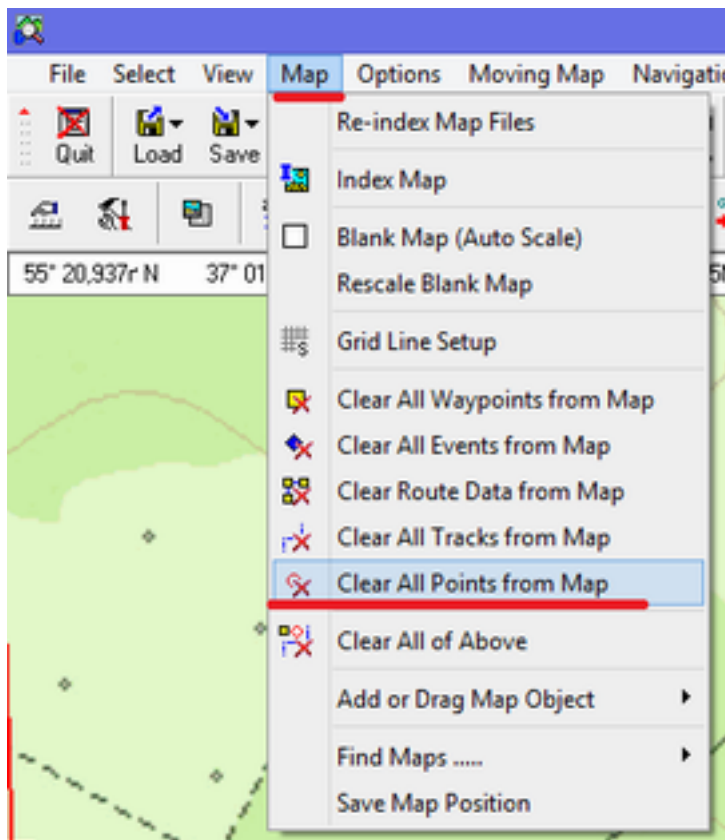 File Select View Map Options Moving Map
Quit Load Save
55° 20,937r N 37° 01
Re-index Map Files
Index Map
Blank Map (Auto Scale)
Rescale Blank Map
Grid Line Setup
Clear All Waypoints from Map
Clear All Events from Map
Clear Route Data from Map
Clear All Tracks from Map
Clear All Points from Map
Clear All of Above
Add or Drag Map Object
Find Maps .....
Save Map Position